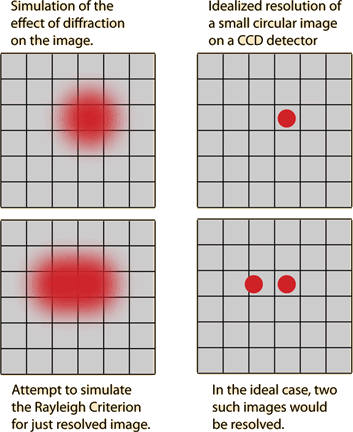 Simulation of the
effect of diffraction
on the image.
Idealized resolution of
a small circular image
on a CCD detector
Attempt to simulate
the Rayleigh Criterion
for just resolved image.
In the ideal case, two
such images would
be resolved.